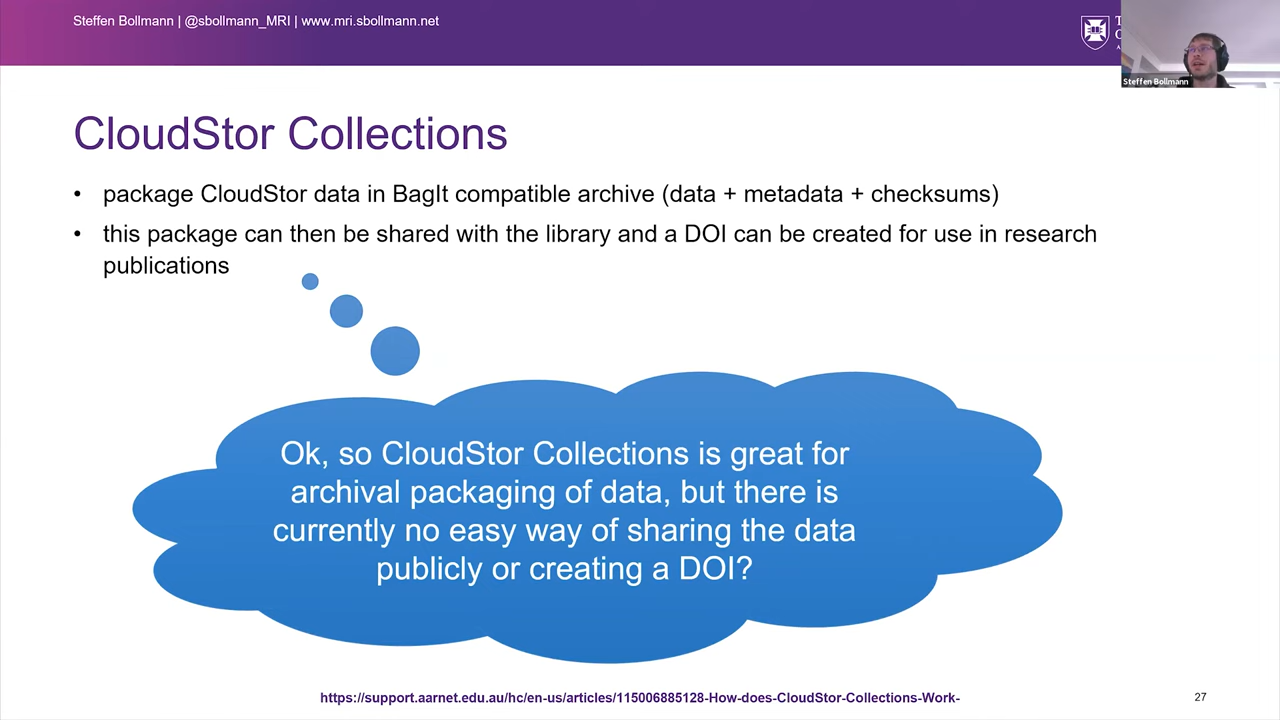 Steffen Bollmann | @sbollmann_MRI | www.mri.sbollmann.net
Steffen Bollmann
CloudStor Collections
• package CloudStor data in BagIt compatible archive (data + metadata + checksums)
• this package can then be shared with the library and a DOI can be created for use in research
publications
Ok, so CloudStor Collections is great for
archival packaging of data, but there is
currently no easy way of sharing the data
publicly or creating a DOI?
https://support.aarnet.edu.au/hc/en-us/articles/115006885128-How-does-CloudStor-Collections-Work-
27